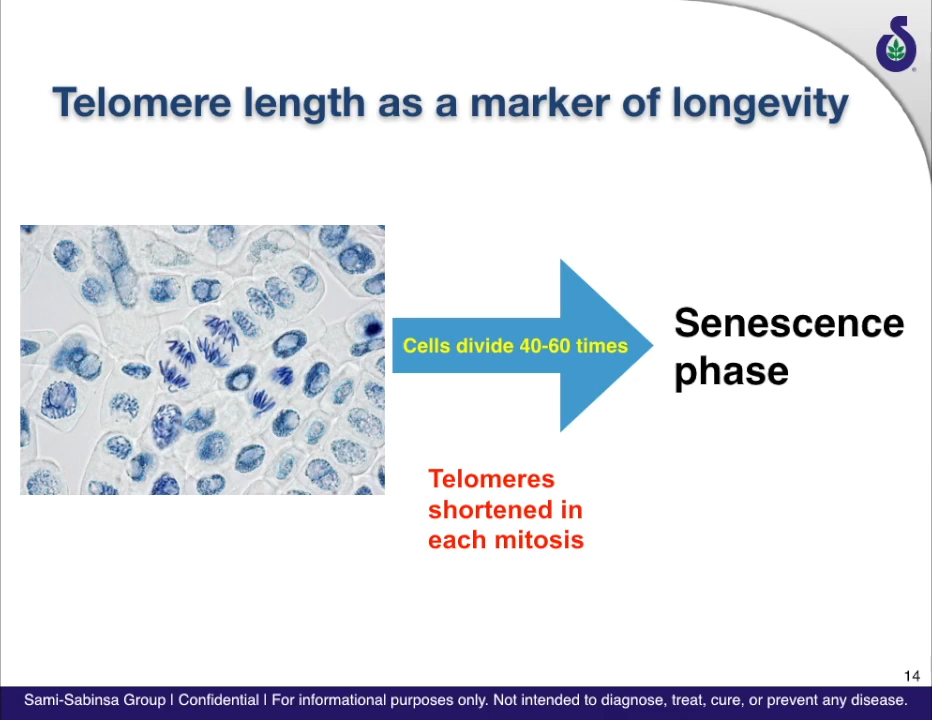 Telomere length as a marker of longevity
Cells divide 40-60 times
Senescence
phase
Telomeres
shortened in
each mitosis
14
Sami-Sabinsa Group | Confidential | For informational purposes only. Not intended to diagnose, treat, cure, or prevent any disease.